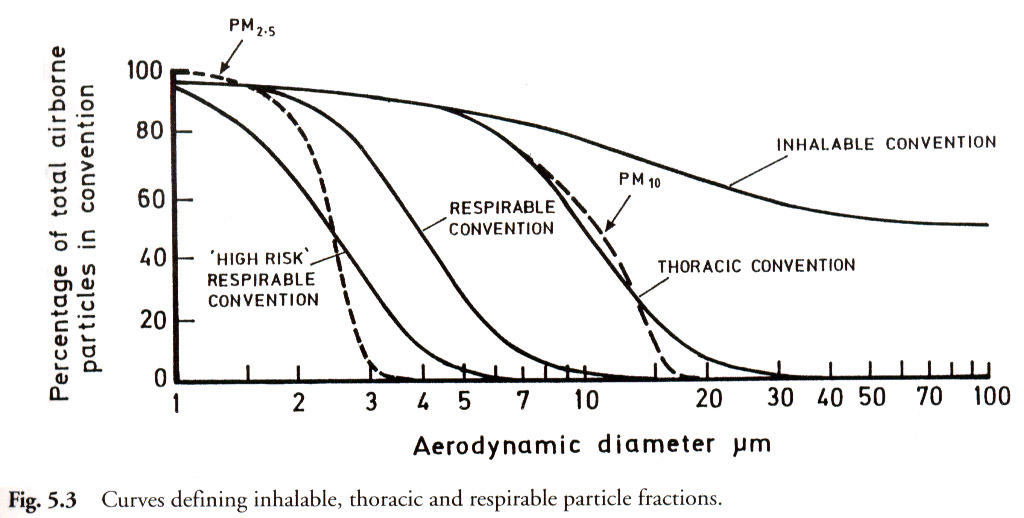 PM2.5
Percentage of total airborne
particles in convention
100
80
60
40
20
0
INHALABLE CONVENTION
PM10
RESPIRABLE
CONVENTION
'HIGH RISK'
RESPIRABLE
CONVENTION
THORACIC CONVENTION
1 2 3 4 5 7 10 20 30 40 50 70 100
Aerodynamic diameter µm
Fig. 5.3 Curves defining inhalable, thoracic and respirable particle fractions.